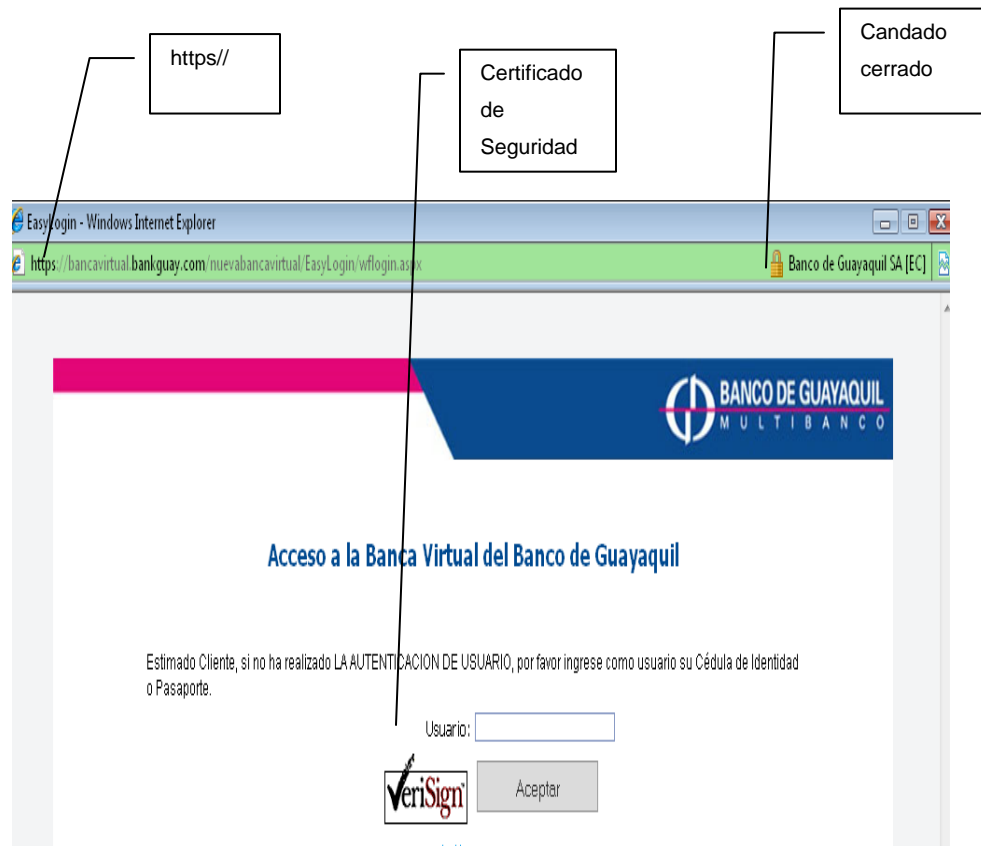 https//
Certificado
de
Seguridad
Candado
cerrado
EasyLogin - Windows Internet Explorer
https://bancavirtual.bankguay.com/nuevabancavirtual/EasyLogin/wflogin.aspx
Banco de Guayaquil SA [EC]
BANCO DE GUAYAQUIL
MULTIBANCO
Acceso a la Banca Virtual del Banco de Guayaquil
Estimado Cliente, si no ha realizado LA AUTENTICACION DE USUARIO, por favor ingrese como usuario su Cédula de Identidad
o Pasaporte.
Usuario:
VeriSign
Aceptar